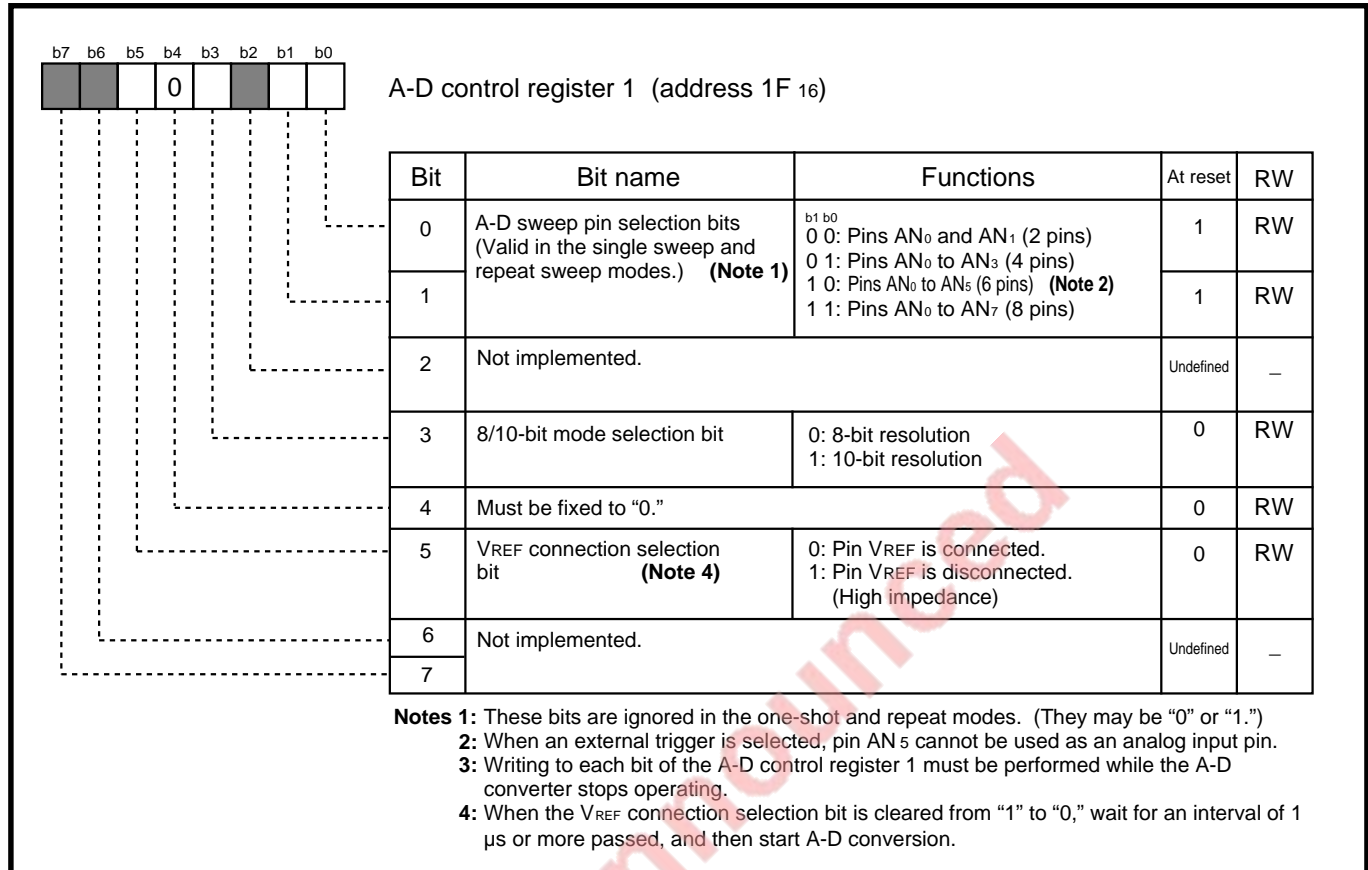 b7 b6 b5 b4 b3 b2 b1 b0
0
A-D control register 1 (address 1F 16)
Bit Bit name Functions At reset RW
0 A-D sweep pin selection bits
(Valid in the single sweep and
repeat sweep modes.) (Note 1)
b1 b0
0 0: Pins AN0 and AN1 (2 pins)
0 1: Pins AN0 to AN3 (4 pins)
1 0: Pins AN0 to AN5 (6 pins) (Note 2)
1 1: Pins AN0 to AN7 (8 pins)
1 RW
1 1 RW
2 Not implemented. Undefined –
3 8/10-bit mode selection bit 0: 8-bit resolution
1: 10-bit resolution
0 RW
4 Must be fixed to “0.” 0 RW
5 VREF connection selection
bit (Note 4)
0: Pin VREF is connected.
1: Pin VREF is disconnected.
(High impedance)
0 RW
6 Not implemented. Undefined –
7
Notes 1: These bits are ignored in the one-shot and repeat modes. (They may be “0” or “1.”)
2: When an external trigger is selected, pin AN 5 cannot be used as an analog input pin.
3: Writing to each bit of the A-D control register 1 must be performed while the A-D
converter stops operating.
4: When the VREF connection selection bit is cleared from “1” to “0,” wait for an interval of 1
µs or more passed, and then start A-D conversion.
nnounced